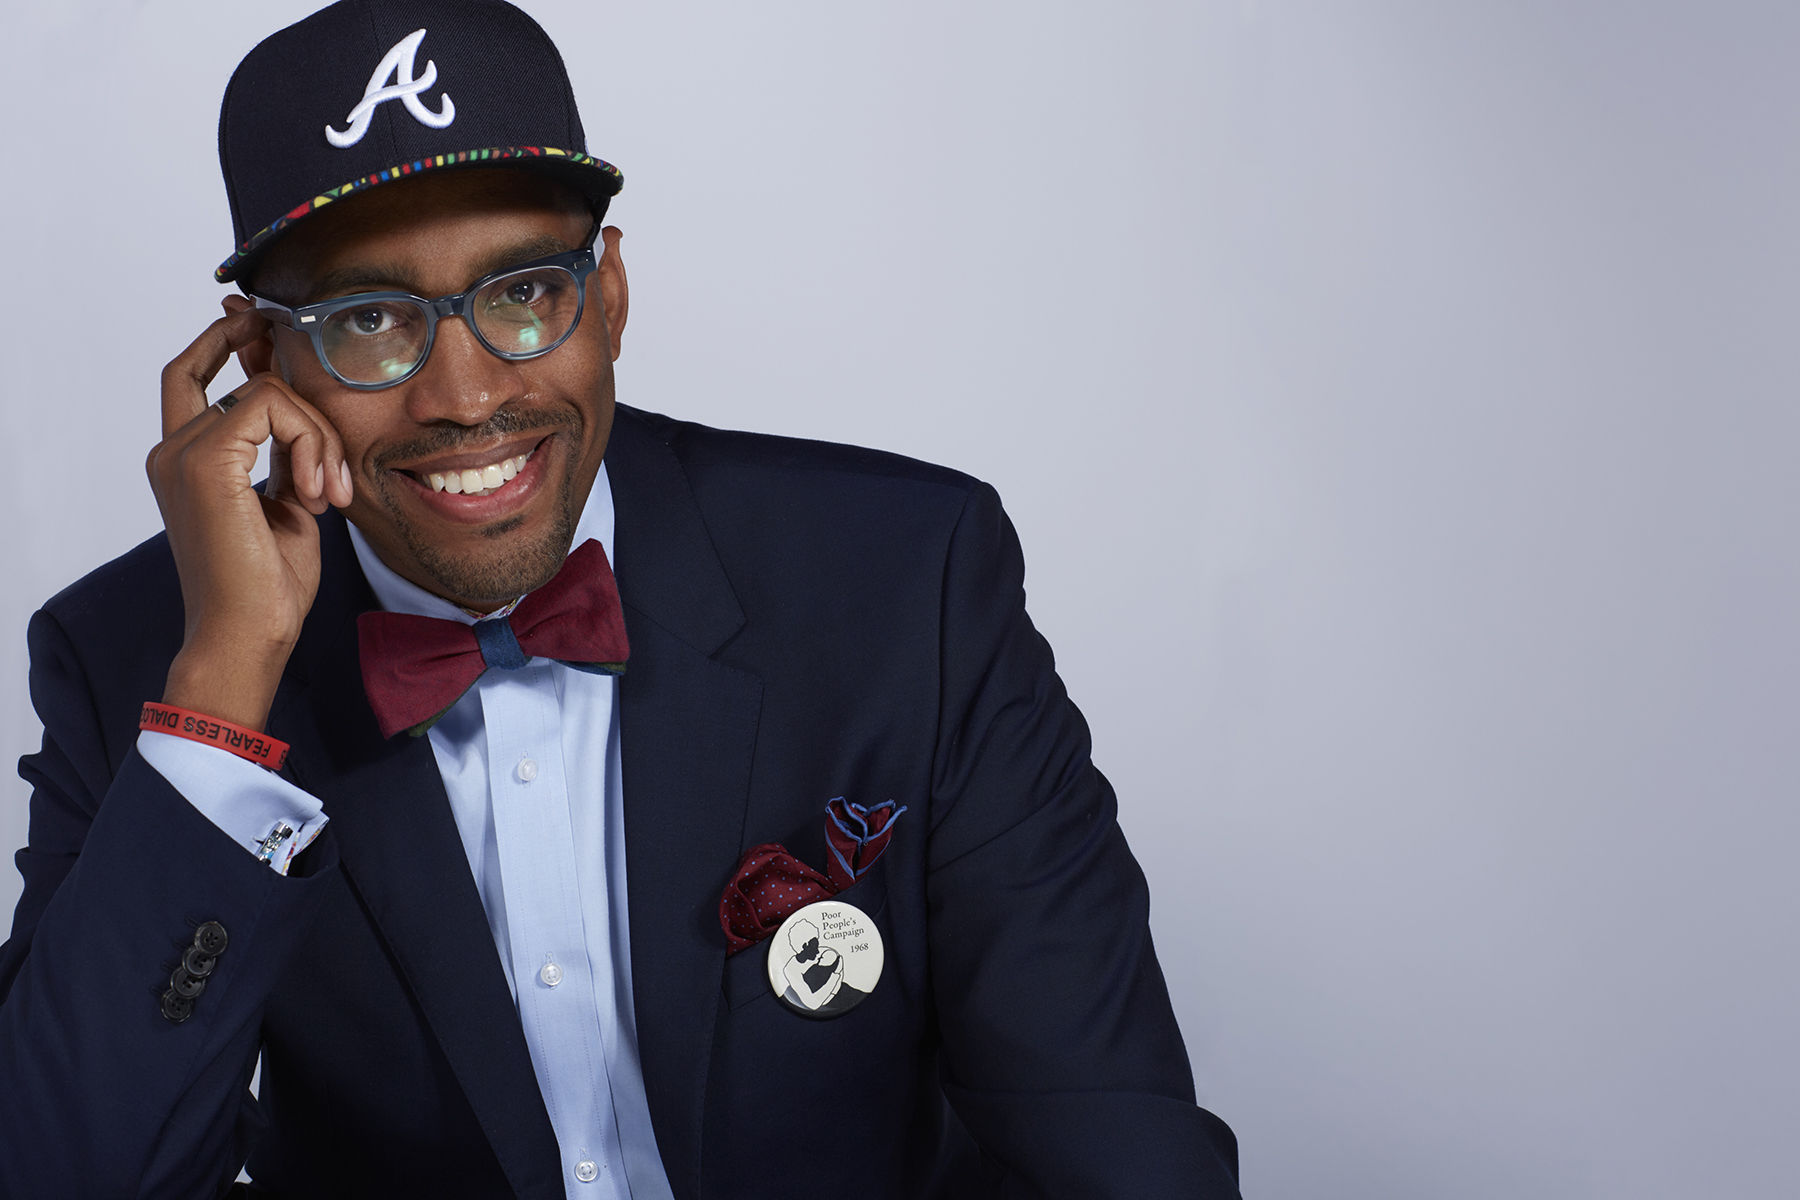 A
FEARLESS DIALO
Poor
People's
Campaign
1968